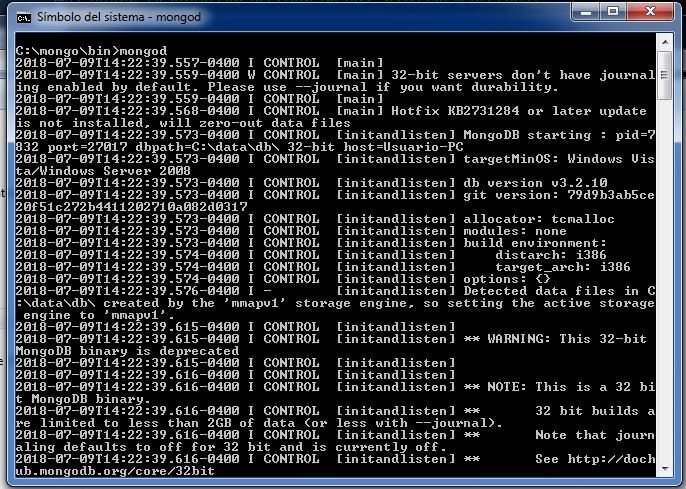 Símbolo del sistema - mongod
C:\mongo\bin>mongod
2018-07-09T14:22:39.557-0400 I CONTROL  [main]
2018-07-09T14:22:39.559-0400 W CONTROL  [main] 32-bit servers don't have journal
ing enabled by default. Please use --journal if you want durability.
2018-07-09T14:22:39.559-0400 I CONTROL  [main]
2018-07-09T14:22:39.568-0400 I CONTROL  [main] Hotfix KB2731284 or later update
is not installed, will zero-out data files
2018-07-09T14:22:39.573-0400 I CONTROL  [initandlisten] MongoDB starting : pid=7
832 port=27017 dbpath=C:\data\db\ 32-bit host=Usuario-PC
2018-07-09T14:22:39.573-0400 I CONTROL  [initandlisten] targetMinOS: Windows Vis
ta/Windows Server 2008
2018-07-09T14:22:39.573-0400 I CONTROL  [initandlisten] db version v3.2.10
2018-07-09T14:22:39.573-0400 I CONTROL  [initandlisten] git version: 79d9b3ab5ce
20f51c272b4411202710a082d0317
2018-07-09T14:22:39.573-0400 I CONTROL  [initandlisten] allocator: tcmalloc
2018-07-09T14:22:39.573-0400 I CONTROL  [initandlisten] modules: none
2018-07-09T14:22:39.573-0400 I CONTROL  [initandlisten] build environment:
2018-07-09T14:22:39.573-0400 I CONTROL  [initandlisten]     distarch: i386
2018-07-09T14:22:39.574-0400 I CONTROL  [initandlisten]     target_arch: i386
2018-07-09T14:22:39.574-0400 I CONTROL  [initandlisten] options: {}
2018-07-09T14:22:39.576-0400 I -        [initandlisten] Detected data files in C
:\data\db\ created by the 'mmapv1' storage engine, so setting the active storage
 engine to 'mmapv1'.
2018-07-09T14:22:39.615-0400 I CONTROL  [initandlisten]
2018-07-09T14:22:39.615-0400 I CONTROL  [initandlisten] ** WARNING: This 32-bit
MongoDB binary is deprecated
2018-07-09T14:22:39.615-0400 I CONTROL  [initandlisten]
2018-07-09T14:22:39.616-0400 I CONTROL  [initandlisten]
2018-07-09T14:22:39.616-0400 I CONTROL  [initandlisten] ** NOTE: This is a 32 bi
t MongoDB binary.
2018-07-09T14:22:39.616-0400 I CONTROL  [initandlisten] **       32 bit builds a
re limited to less than 2GB of data (or less with --journal).
2018-07-09T14:22:39.616-0400 I CONTROL  [initandlisten] **       Note that journ
aling defaults to off for 32 bit and is currently off.
2018-07-09T14:22:39.616-0400 I CONTROL  [initandlisten] **       See http://doch
ub.mongodb.org/core/32bit